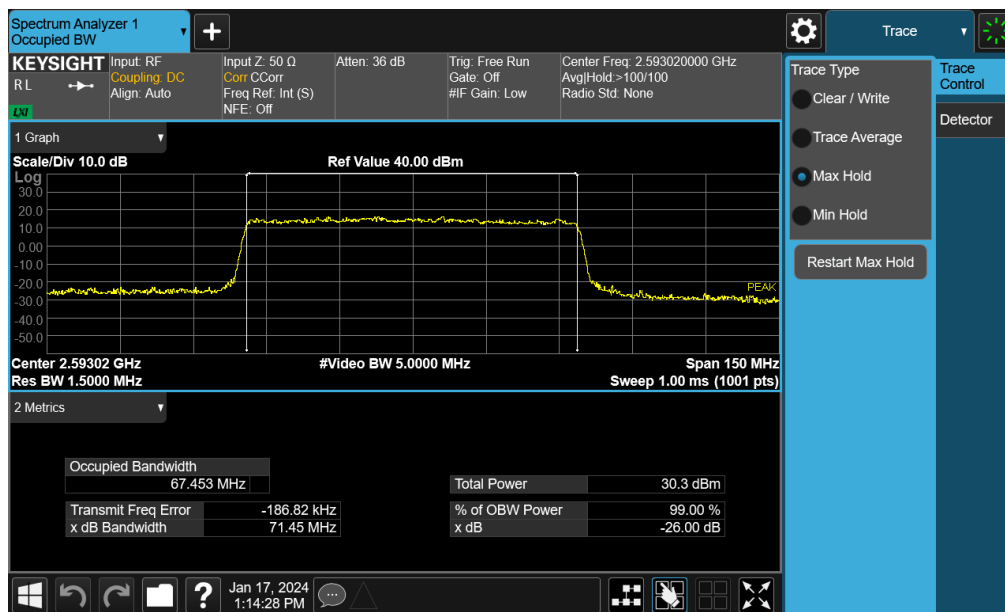 Spectrum Analyzer 1
Occupied BW
Trace
KEYSIGHT
R L
LXI
Input: RF
Coupling: DC
Align: Auto
Input Z: 50 Ω
Corr CCorr
Freq Ref: Int (S)
NFE: Off
Atten: 36 dB
Trig: Free Run
Gate: Off
#IF Gain: Low
Center Freq: 2.593020000 GHz
Avg|Hold:>100/100
Radio Std: None
Trace Type
Clear / Write
Trace Average
Max Hold
Min Hold
Restart Max Hold
Trace
Control
Detector
1 Graph
Scale/Div 10.0 dB
Ref Value 40.00 dBm
Log
30.0
20.0
10.0
0.00
-10.0
-20.0
-30.0
-40.0
-50.0
PEAK
Center 2.59302 GHz
#Video BW 5.0000 MHz
Span 150 MHz
Res BW 1.5000 MHz
Sweep 1.00 ms (1001 pts)
2 Metrics
Occupied Bandwidth
67.453 MHz
Total Power 30.3 dBm
Transmit Freq Error -186.82 kHz
% of OBW Power 99.00 %
x dB Bandwidth 71.45 MHz
x dB -26.00 dB
?
Jan 17, 2024
1:14:28 PM